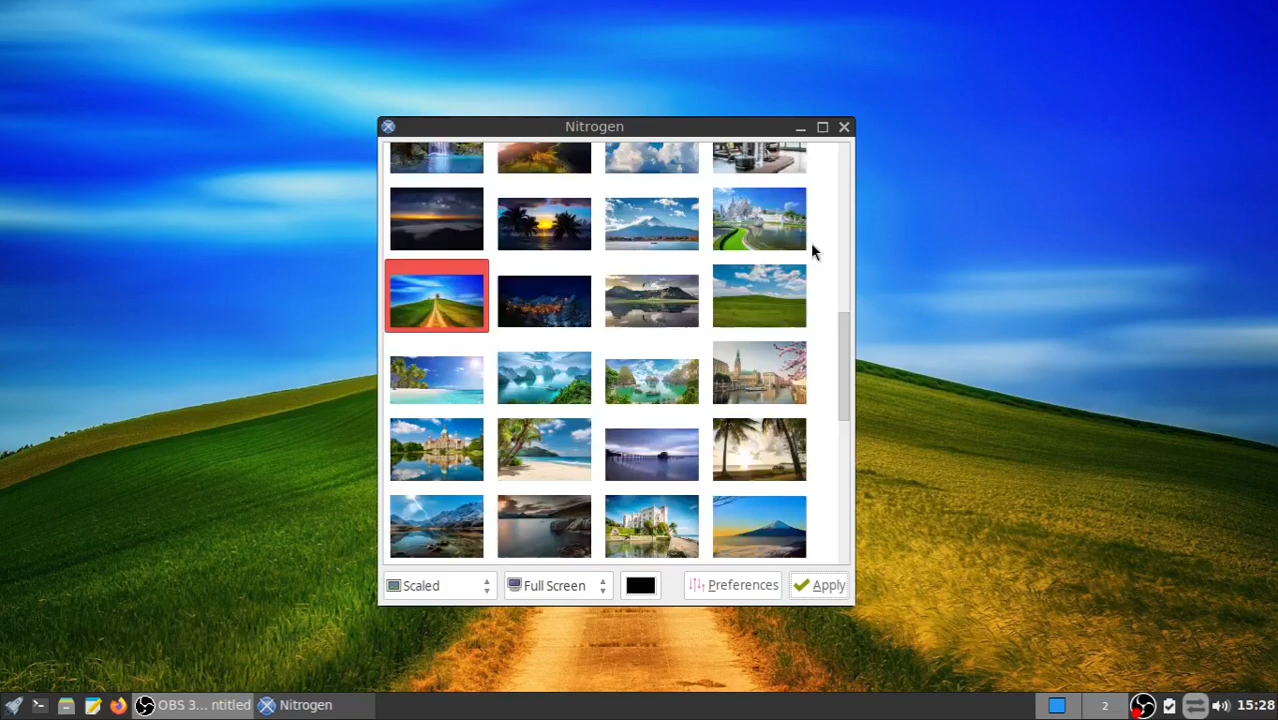 Nitrogen
Scaled
Full Screen
Preferences
Apply
OBS 3... ntitled
Nitrogen
2
15:28